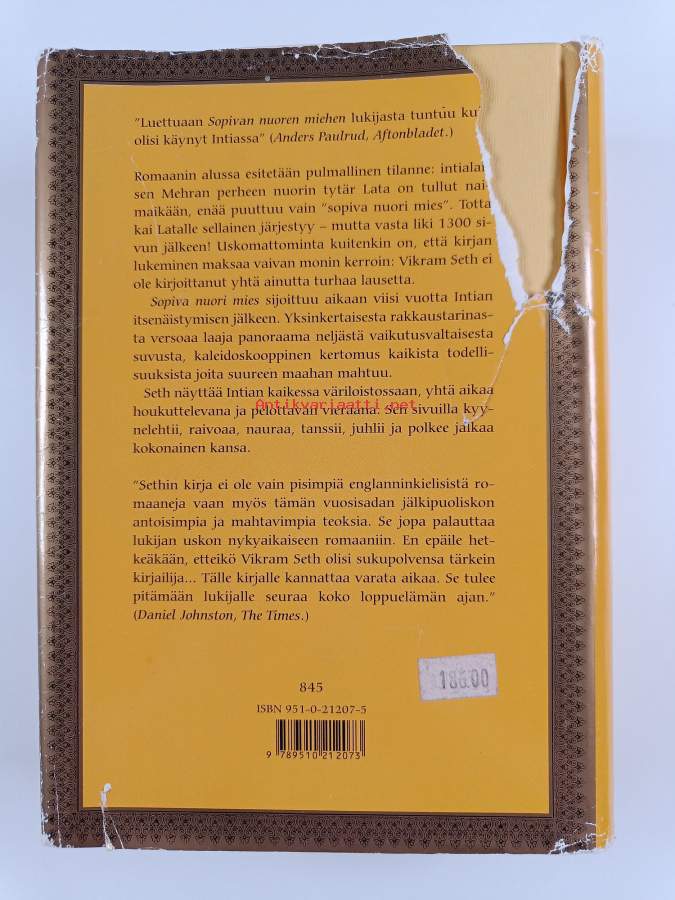 "Luettuaan Sopivan nuoren miehen lukijasta tuntuu
olisi käynyt Intiassa" (Anders Paulrud, Aftonbladet.)
Romaanin alussa esitetään pulmallinen tilanne: intialai-
sen Mehran perheen nuorin tytär Lata on tullut nai-
maikään, enää puuttuu vain "sopiva nuori mies". Totta
kai Latalle sellainen järjestyy – mutta vasta liki 1300 si-
vun jälkeen! Uskomattominta kuitenkin on, että kirjan
lukeminen maksaa vaivan monin kerroin: Vikram Seth ei
ole kirjoittanut yhtä ainutta turhaa lausetta.
Sopiva nuori mies sijoittuu aikaan viisi vuotta Intian
itsenäistymisen jälkeen. Yksinkertaisesta rakkaustarinas-
ta versoaa laaja panoraama neljästä vaikutusvaltaisesta
suvusta, kaleidoskooppinen kertomus kaikista todelli-
suuksista joita suureen maahan mahtuu.
Seth näyttää Intian kaikessa väriloistossaan, yhtä aikaa
houkuttelevana ja pelottavan vieraana. Sen sivuilla kyy-
nelehtii, raivoaa, nauraa, tanssii, juhlii ja polkee jalkaa
kokonainen kansa.
"Sethin kirja ei ole vain pisimpiä englanninkielisistä ro-
maaneja vaan myös tämän vuosisadan jälkipuoliskon
antoisimpia ja mahtavimpia teoksia. Se jopa palauttaa
lukijan uskon nykyaikaiseen romaaniin. En epäile het-
keäkään, etteikö Vikram Seth olisi sukupolvensa tärkein
kirjailija... Tälle kirjalle kannattaa varata aikaa. Se tulee
pitämään lukijalle seuraa koko loppuelämän ajan."
(Daniel Johnston, The Times.)
845
186.00
ISBN 951-0-21207-5
9 789510 212073
Antikvariaatti.net